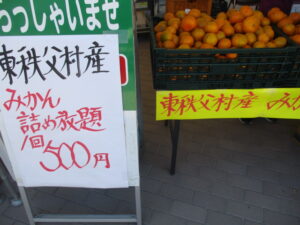 らっしゃいませ
東秩父村産
みかん
詰め放題
1回
500円
東秩父村産 みか